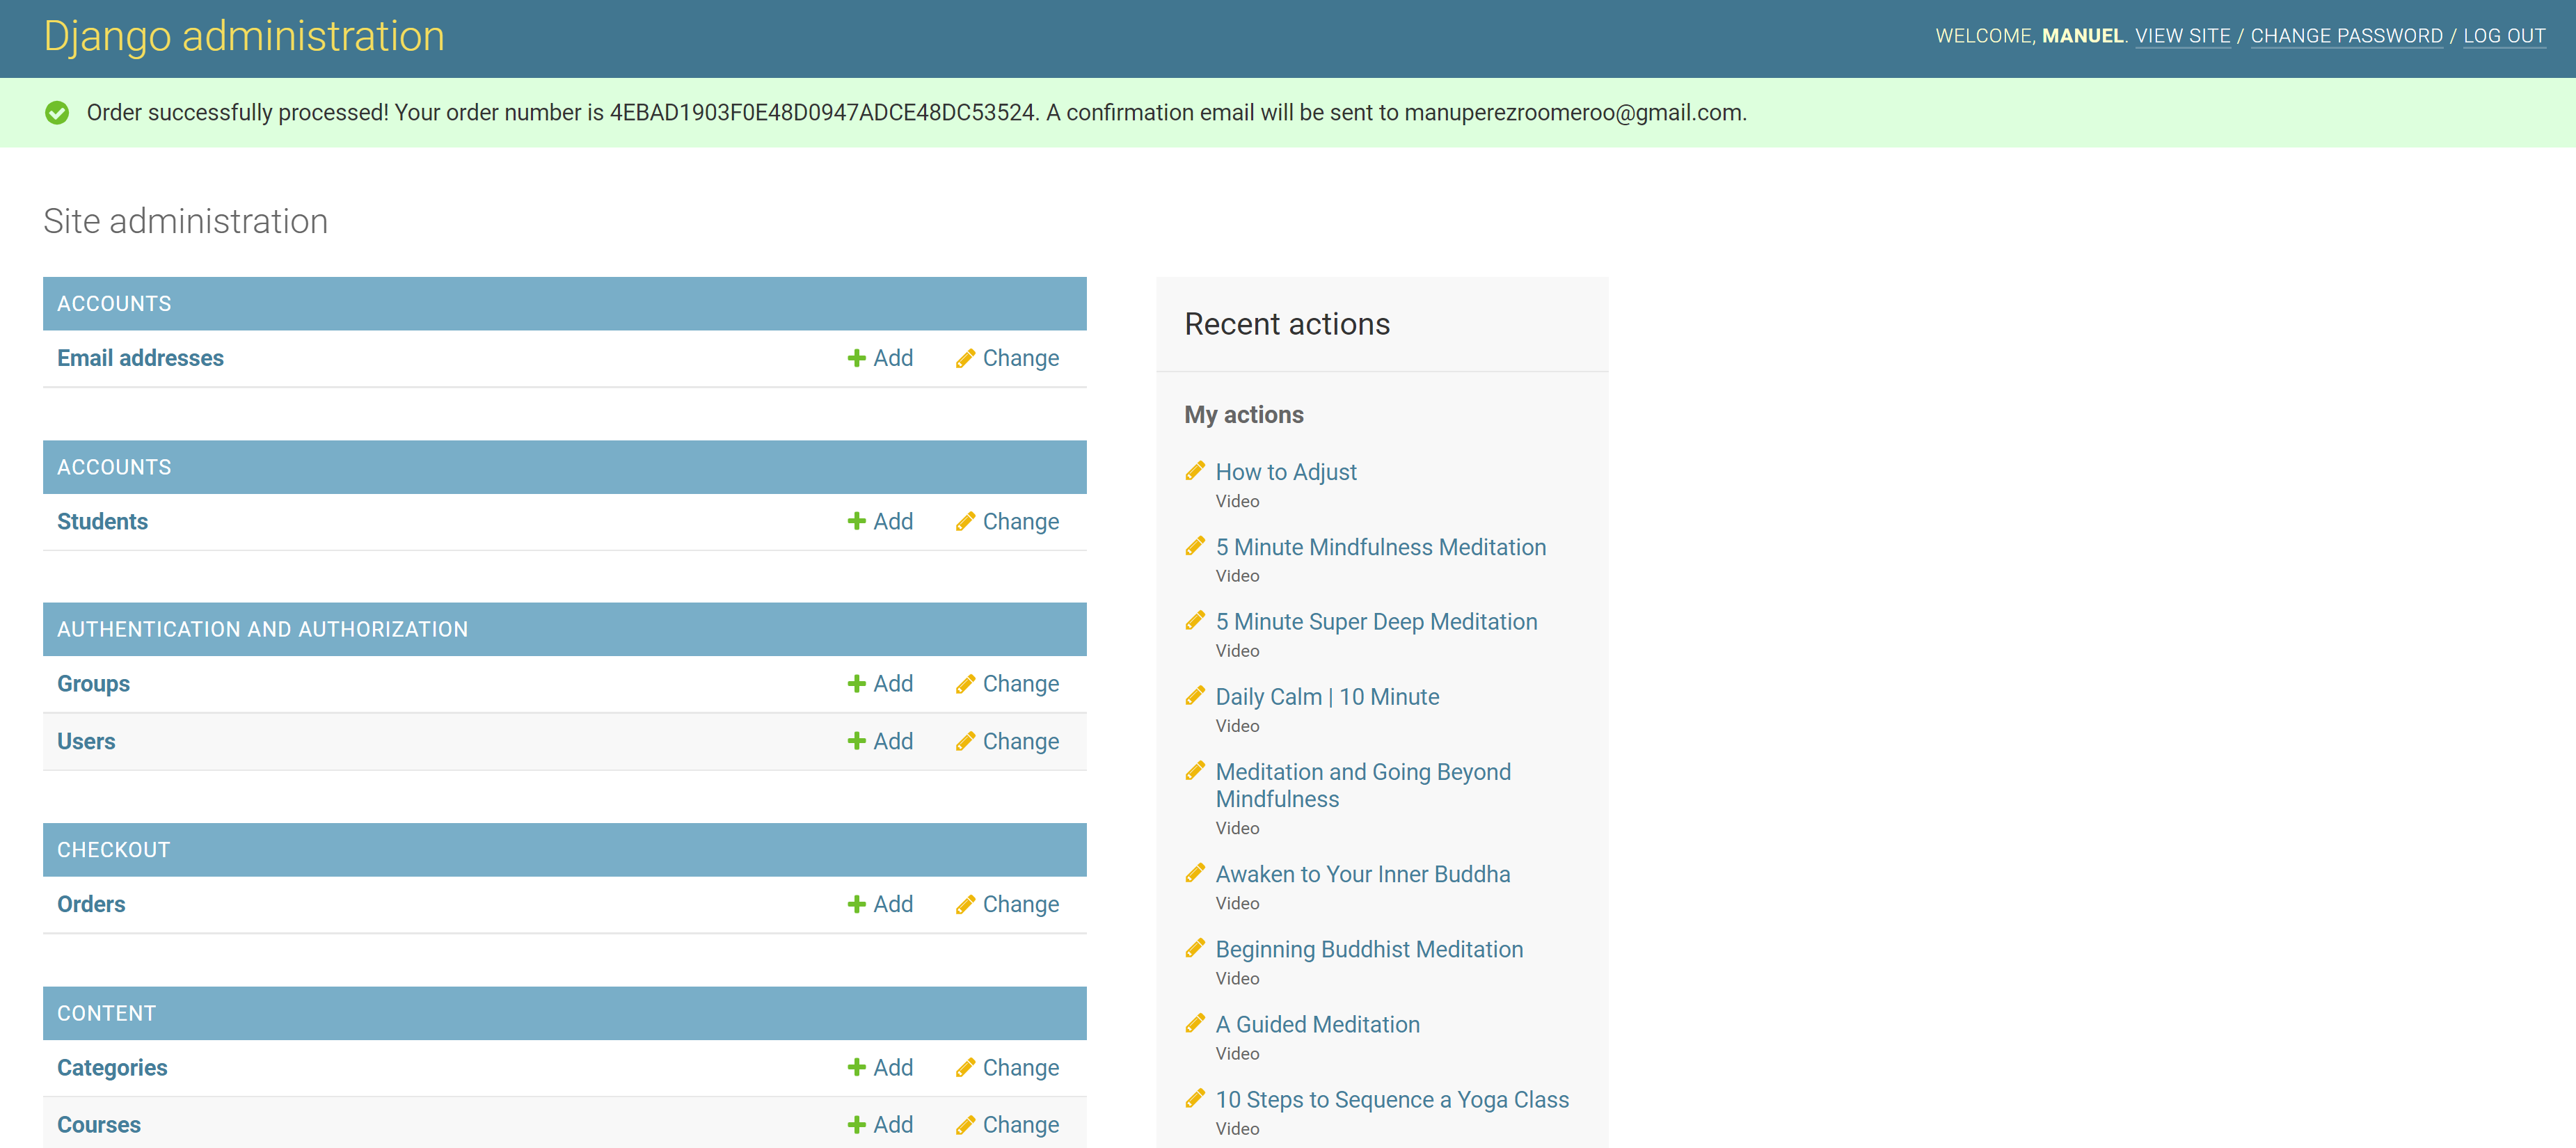 Django administration
WELCOME, MANUEL. VIEW SITE / CHANGE PASSWORD / LOG OUT
Order successfully processed! Your order number is 4EBAD1903F0E48D0947ADCE48DC53524. A confirmation email will be sent to manuperezroomeroo@gmail.com.
Site administration
ACCOUNTS
Email addresses Add Change
ACCOUNTS
Students Add Change
AUTHENTICATION AND AUTHORIZATION
Groups Add Change
Users Add Change
CHECKOUT
Orders Add Change
CONTENT
Categories Add Change
Courses Add Change
Recent actions
My actions
How to Adjust
Video
5 Minute Mindfulness Meditation
Video
5 Minute Super Deep Meditation
Video
Daily Calm | 10 Minute
Video
Meditation and Going Beyond
Mindfulness
Video
Awaken to Your Inner Buddha
Video
Beginning Buddhist Meditation
Video
A Guided Meditation
Video
10 Steps to Sequence a Yoga Class
Video